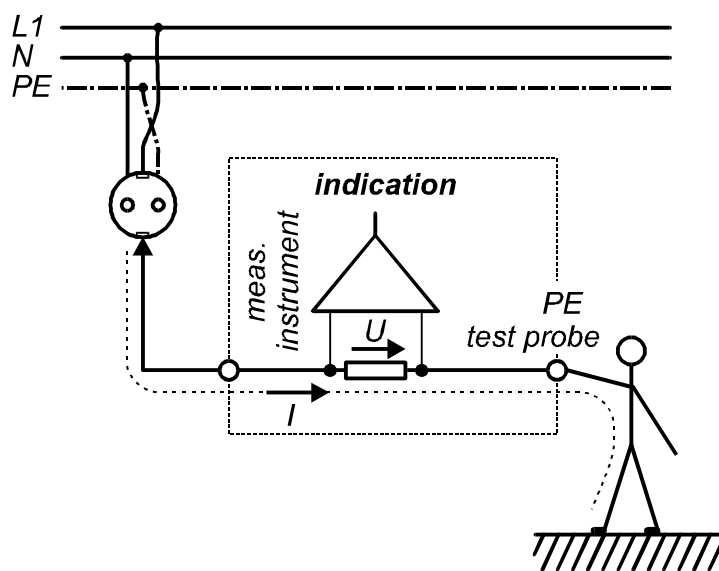 L1
N
PE
indication
meas.
instrument
PE
test probe
U
I